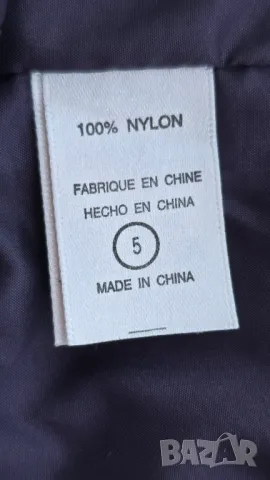 100% NYLON
FABRIQUE EN CHINE
HECHO EN CHINA
5
MADE IN CHINA
BAZAR